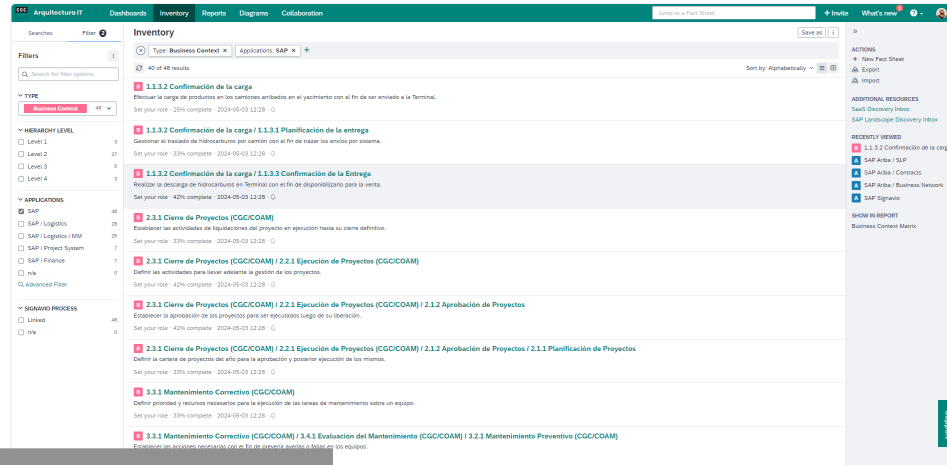 CGC Arquitectura IT Dashboards Inventory Reports Diagrams Collaboration Jump to a Fact Sheet + Invite What's new
Searches Filter 2
Filters
Search for filter options.
TYPE
Business Context 48
HIERARCHY LEVEL
Level 1 3
Level 2 37
Level 3 5
Level 4 3
APPLICATIONS
SAP 48
SAP / Logistics 28
SAP / Logistics / MM 26
SAP / Project System 7
SAP / Finance 7
n/a 0
Advanced Filter
SIGNAVIO PROCESS
Linked 48
n/a 0
Inventory Save as
Type: Business Context × Applications: SAP × +
40 of 48 results Sort by: Alphabetically
B 1.1.3.2 Confirmación de la carga
Efectuar la carga de productos en los camiones arribados en el yacimiento con el fin de ser enviado a la Terminal.
Set your role · 25% complete · 2024-05-03 12:28 ·
B 1.1.3.2 Confirmación de la carga / 1.1.3.1 Planificación de la entrega
Gestionar el traslado de hidrocarburos por camión con el fin de trazar los envíos por sistema.
Set your role · 33% complete · 2024-05-03 12:28 ·
B 1.1.3.2 Confirmación de la carga / 1.1.3.3 Confirmación de la Entrega
Realizar la descarga de hidrocarburos en Terminal con el fin de disponibilizarlo para la venta.
Set your role · 42% complete · 2024-05-03 12:28 ·
B 2.3.1 Cierre de Proyectos (CGC/COAM)
Establecer las actividades de liquidaciones del proyecto en ejecución hasta su cierre definitivo.
Set your role · 33% complete · 2024-05-03 12:28 ·
B 2.3.1 Cierre de Proyectos (CGC/COAM) / 2.2.1 Ejecución de Proyectos (CGC/COAM)
Definir las actividades para llevar adelante la gestión de los proyectos.
Set your role · 42% complete · 2024-05-03 12:28 ·
B 2.3.1 Cierre de Proyectos (CGC/COAM) / 2.2.1 Ejecución de Proyectos (CGC/COAM) / 2.1.2 Aprobación de Proyectos
Establecer la aprobación de los proyectos para ser ejecutados luego de su liberación.
Set your role · 42% complete · 2024-05-03 12:28 ·
B 2.3.1 Cierre de Proyectos (CGC/COAM) / 2.2.1 Ejecución de Proyectos (CGC/COAM) / 2.1.2 Aprobación de Proyectos / 2.1.1 Planificación de Proyectos
Definir la cartera de proyectos del año para la aprobación y posterior ejecución de los mismos.
Set your role · 33% complete · 2024-05-03 12:28 ·
B 3.3.1 Mantenimiento Correctivo (CGC/COAM)
Definir prioridad y recursos necesarios para la ejecución de las tareas de mantenimiento sobre un equipo.
Set your role · 33% complete · 2024-05-03 12:28 ·
B 3.3.1 Mantenimiento Correctivo (CGC/COAM) / 3.4.1 Evaluación del Mantenimiento (CGC/COAM) / 3.2.1 Mantenimiento Preventivo (CGC/COAM)
Establecer las acciones necesarias con el fin de prevenir averías o fallas en los equipos.
ACTIONS
+ New Fact Sheet
Export
Import
ADDITIONAL RESOURCES
SaaS Discovery Inbox
SAP Landscape Discovery Inbox
RECENTLY VIEWED
B 1.1.3.2 Confirmación de la carg
A SAP Ariba / SLP
A SAP Ariba / Contracts
A SAP Ariba / Business Network
A SAP Signavio
SHOW IN REPORT
Business Context Matrix